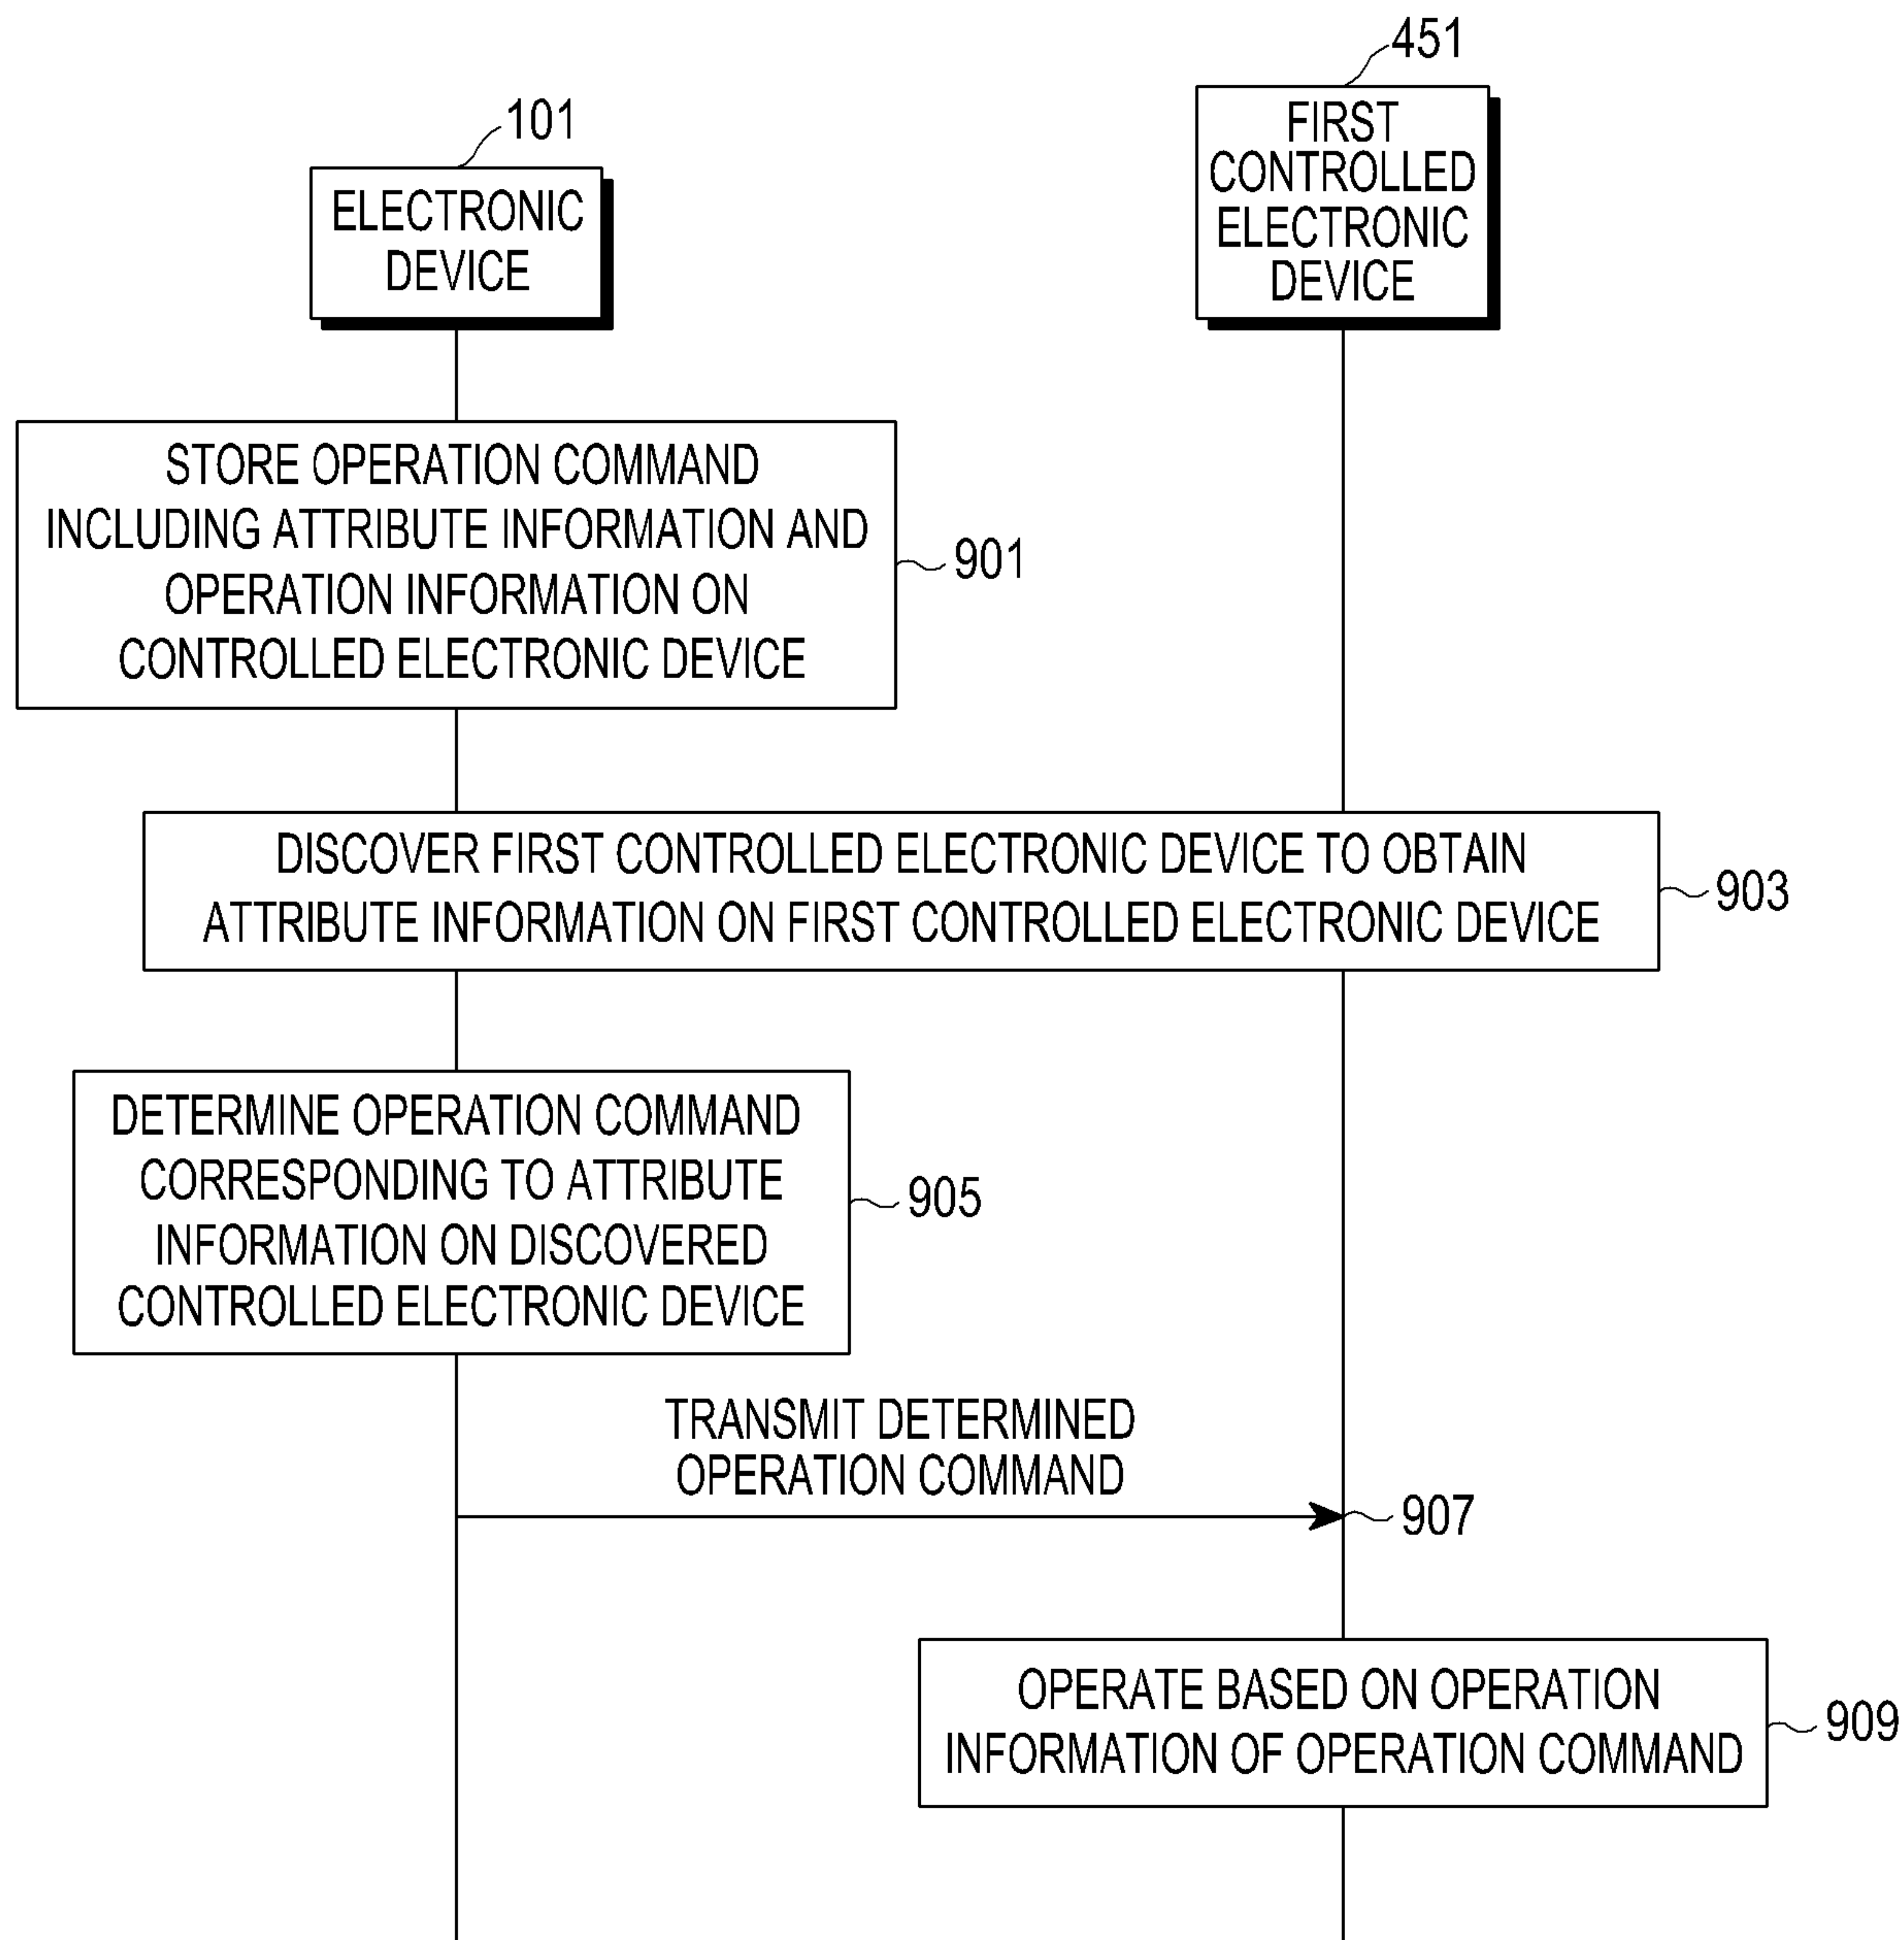 451
FIRST
CONTROLLED
ELECTRONIC
DEVICE
101
ELECTRONIC
DEVICE
STORE OPERATION COMMAND
INCLUDING ATTRIBUTE INFORMATION AND
OPERATION INFORMATION ON
CONTROLLED ELECTRONIC DEVICE
901
DISCOVER FIRST CONTROLLED ELECTRONIC DEVICE TO OBTAIN
ATTRIBUTE INFORMATION ON FIRST CONTROLLED ELECTRONIC DEVICE
903
DETERMINE OPERATION COMMAND
CORRESPONDING TO ATTRIBUTE
INFORMATION ON DISCOVERED
CONTROLLED ELECTRONIC DEVICE
905
TRANSMIT DETERMINED
OPERATION COMMAND
907
OPERATE BASED ON OPERATION
INFORMATION OF OPERATION COMMAND
909